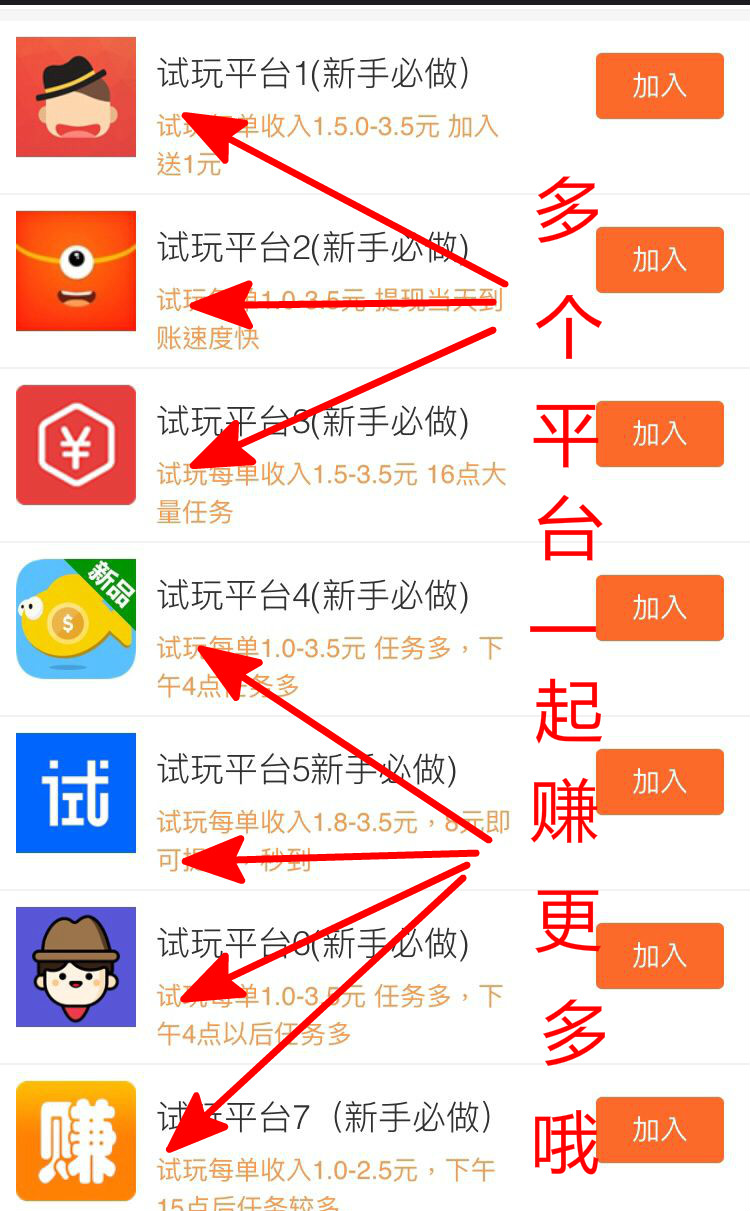 试玩平台1(新手必做)
试玩每单收入1.5.0-3.5元 加入
送1元
加入
试玩平台2(新手必做)
试玩每单1.0-3.5元 提现当天到
账速度快
加入
试玩平台3(新手必做)
试玩每单收入1.5-3.5元 16点大
量任务
加入
新品
试玩平台4(新手必做)
试玩每单1.0-3.5元 任务多，下
午4点任务多
加入
试
试玩平台5新手必做)
试玩每单收入1.8-3.5元，8元即
可提 秒到
加入
试玩平台6(新手必做)
试玩每单1.0-3.5元 任务多，下
午4点以后任务多
加入
赚
试玩平台7（新手必做）
试玩每单收入1.0-2.5元，下午
15点后任务较多
加入
多个平台一起赚更多哦